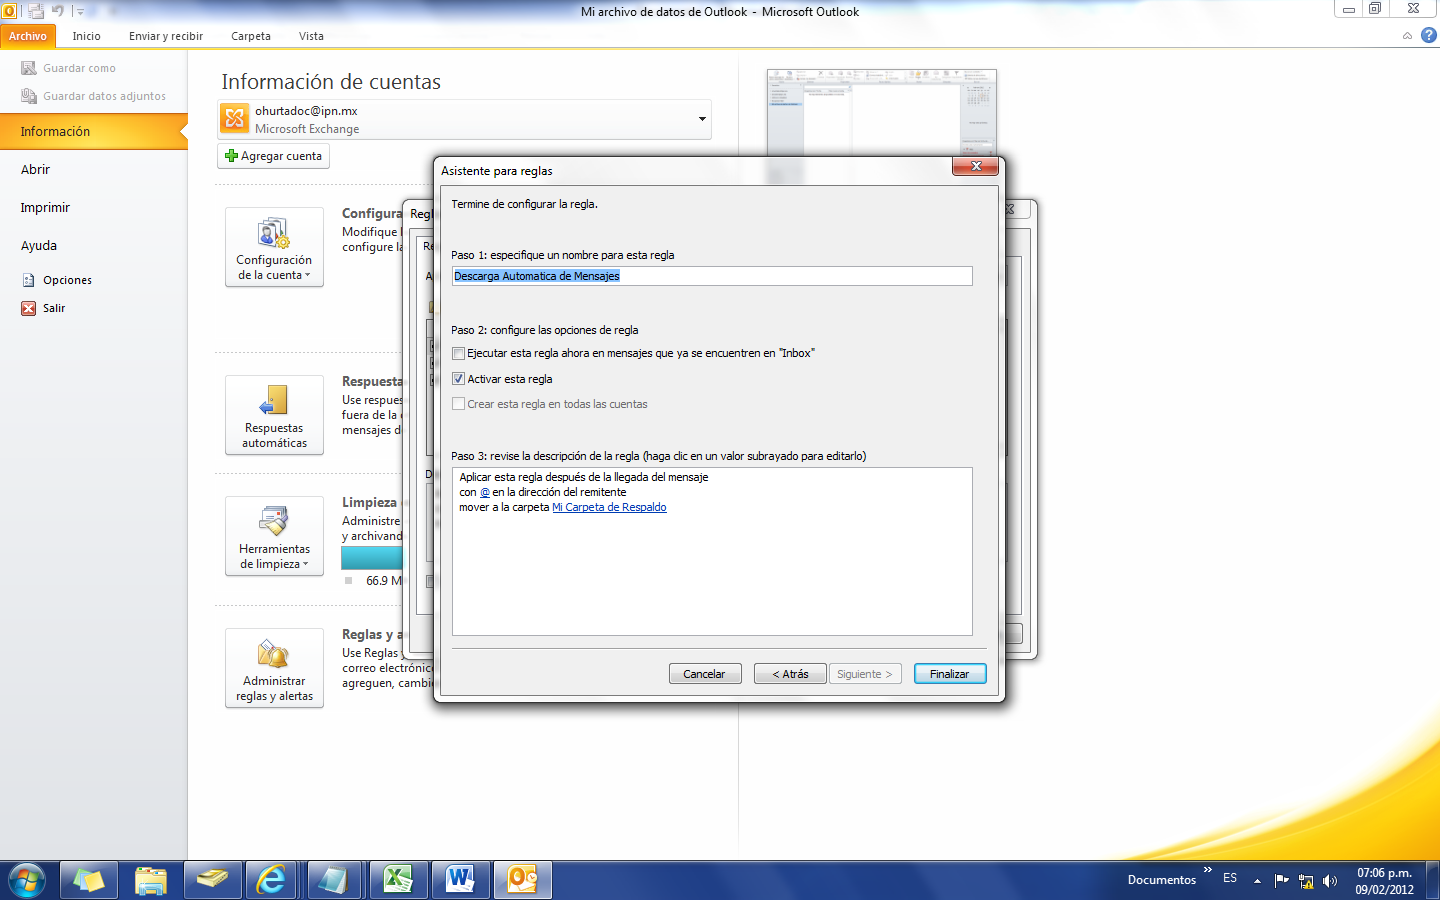 Mi archivo de datos de Outlook - Microsoft Outlook
Archivo
Inicio
Enviar y recibir
Carpeta
Vista
Guardar como
Guardar datos adjuntos
Información
Abrir
Imprimir
Ayuda
Opciones
Salir
Información de cuentas
ohurtadoc@ipn.mx
Microsoft Exchange
Agregar cuenta
Configuración
de la cuenta
Modifique
configure la
Respuestas
automáticas
Use
fuera de la
mensajes
Herramientas
de limpieza
Limpieza
Administre
y
66.9
Administrar
reglas y alertas
Reglas y
Use Reglas
correo
agreguen,
Asistente para reglas
Termine de configurar la regla.
Paso 1: especifique un nombre para esta regla
Descarga Automatica de Mensajes
Paso 2: configure las opciones de regla
Ejecutar esta regla ahora en mensajes que ya se encuentren en "Inbox"
Activar esta regla
Crear esta regla en todas las cuentas
Paso 3: revise la descripción de la regla (haga clic en un valor subrayado para editarlo)
Aplicar esta regla después de la llegada del mensaje
con @ en la dirección del remitente
mover a la carpeta Mi Carpeta de Respaldo
Cancelar
< Atrás
Siguiente >
Finalizar
Documentos
ES
07:06 p.m.
09/02/2012